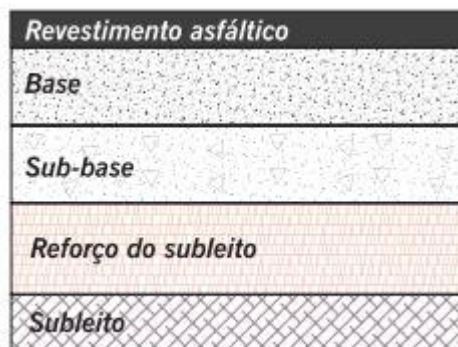 Revestimento asfáltico
Base
Sub-base
Reforço do subleito
Subleito